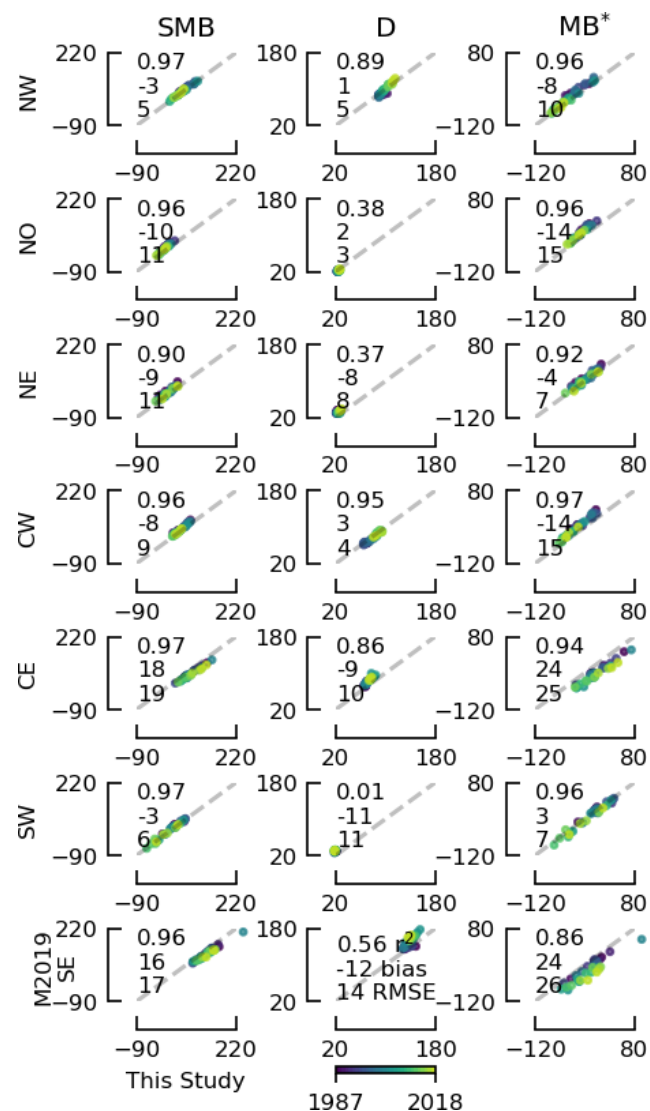 SMB D MB*
NW 220 0.97 -3 5 −90 180 0.89 1 5 20 80 0.96 -8 10 −120
−90 220 20 180 −120 80
NO 220 0.96 -10 11 −90 180 0.38 2 3 20 80 0.96 -14 15 −120
−90 220 20 180 −120 80
NE 220 0.90 -9 11 −90 180 0.37 -8 8 20 80 0.92 -4 7 −120
−90 220 20 180 −120 80
CW 220 0.96 -8 9 −90 180 0.95 3 4 20 80 0.97 -14 15 −120
−90 220 20 180 −120 80
CE 220 0.97 18 19 −90 180 0.86 -9 10 20 80 0.94 24 25 −120
−90 220 20 180 −120 80
SW 220 0.97 -3 6 −90 180 0.01 -11 11 20 80 0.96 3 7 −120
−90 220 20 180 −120 80
M2019 SE 220 0.96 16 17 −90 180 0.56 r² -12 bias 14 RMSE 20 80 0.86 24 26 −120
−90 220 20 180 −120 80
This Study 1987 2018